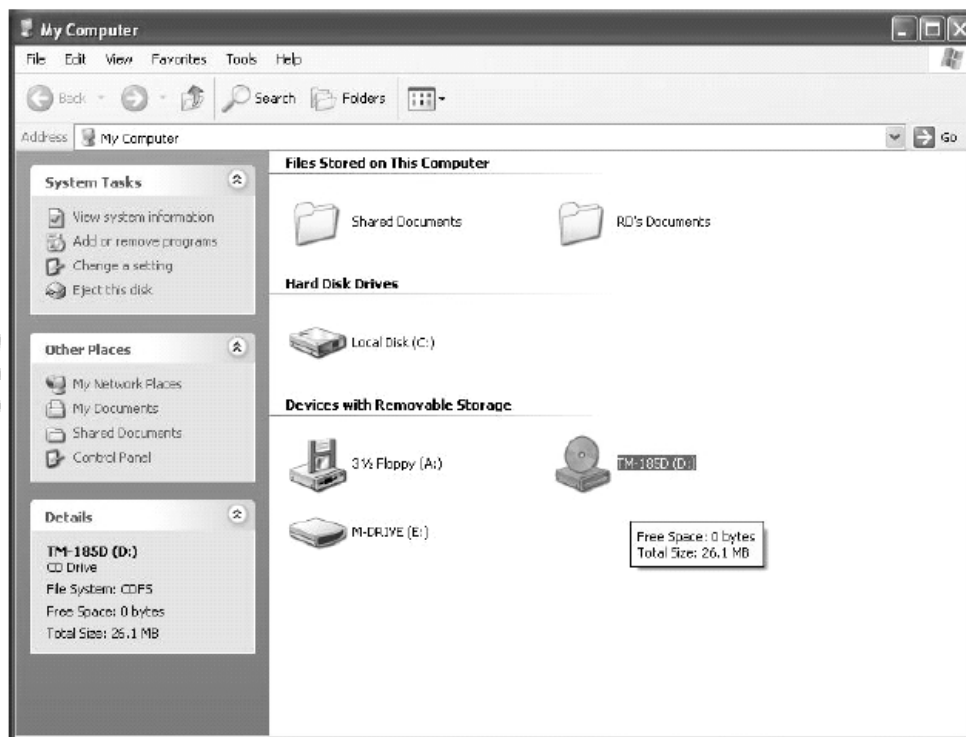 My Computer
File Edit View Favorites Tools Help
Back Search Folders
Address My Computer Go
System Tasks
View system information
Add or remove programs
Change a setting
Eject this disk
Other Places
My Network Places
My Documents
Shared Documents
Control Panel
Details
TM-185D (D:)
CD Drive
File System: CDFS
Free Space: 0 bytes
Total Size: 26.1 MB
Files Stored on This Computer
Shared Documents RD's Documents
Hard Disk Drives
Local Disk (C:)
Devices with Removable Storage
3½ Floppy (A:) TM-185D (D:)
M-DRIVE (E:)
Free Space: 0 bytes
Total Size: 26.1 MB